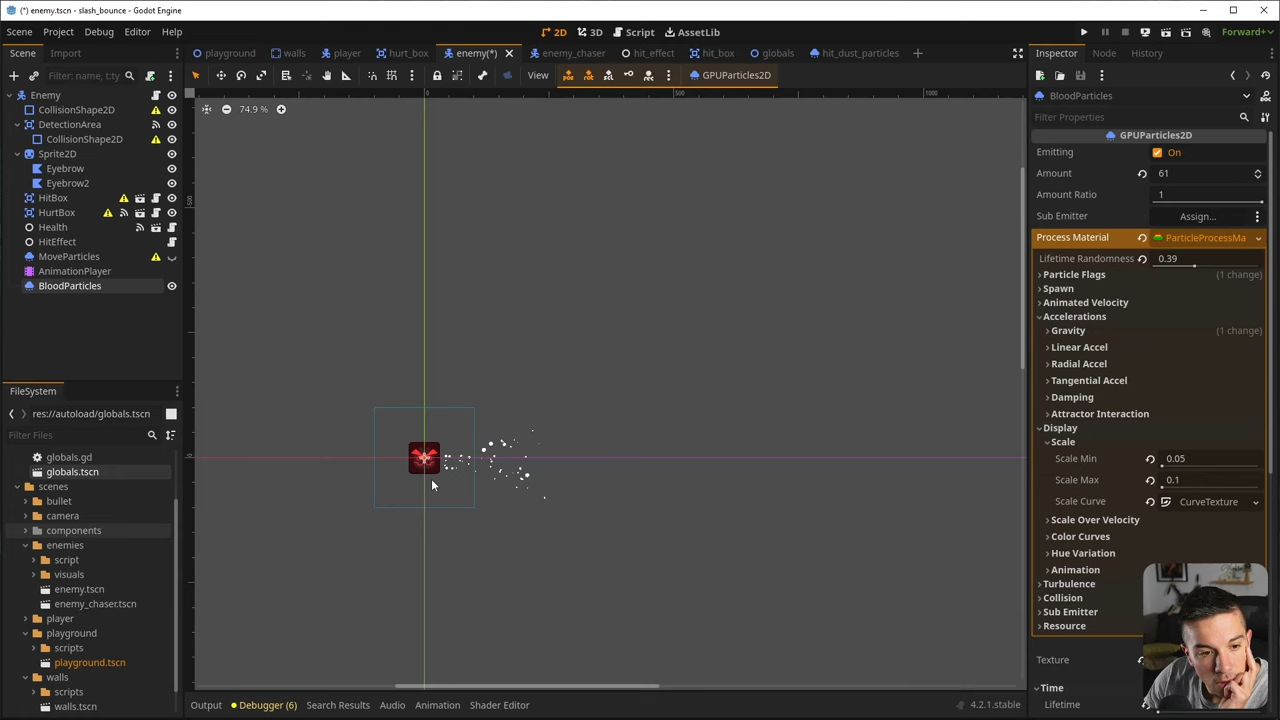 (*) enemy.tscn - slash_bounce - Godot Engine
Scene Project Debug Editor Help
2D 3D Script AssetLib
Forward+
Scene Import
playground walls player hurt_box enemy(*) enemy_chaser hit_effect hit_box globals hit_dust_particles
Inspector Node History
Filter: name, t:ty
View
GPUParticles2D
Enemy
CollisionShape2D
DetectionArea
CollisionShape2D
Sprite2D
Eyebrow
Eyebrow2
HitBox
HurtBox
Health
HitEffect
MoveParticles
AnimationPlayer
BloodParticles
FileSystem
res://autoload/globals.tscn
Filter Files
globals.gd
globals.tscn
scenes
bullet
camera
components
enemies
script
visuals
enemy.tscn
enemy_chaser.tscn
player
playground
scripts
playground.tscn
walls
scripts
walls.tscn
74.9 %
0
500
1000
-500
0
Output Debugger (6) Search Results Audio Animation Shader Editor
4.2.1.stable
BloodParticles
Filter Properties
GPUParticles2D
Emitting On
Amount 61
Amount Ratio 1
Sub Emitter Assign...
Process Material ParticleProcessMa
Lifetime Randomness 0.39
Particle Flags (1 change)
Spawn
Animated Velocity
Accelerations
Gravity (1 change)
Linear Accel
Radial Accel
Tangential Accel
Damping
Attractor Interaction
Display
Scale
Scale Min 0.05
Scale Max 0.1
Scale Curve CurveTexture
Scale Over Velocity
Color Curves
Hue Variation
Animation
Turbulence
Collision
Sub Emitter
Resource
Texture
Time
Lifetime